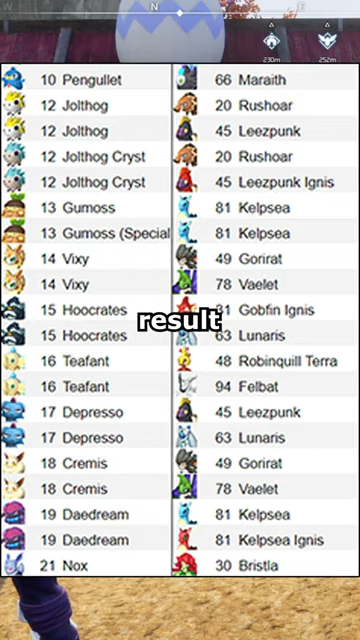 W N E
230m 252m
10 Pengullet 66 Maraith
12 Jolthog 20 Rushoar
12 Jolthog 45 Leezpunk
12 Jolthog Cryst 20 Rushoar
12 Jolthog Cryst 45 Leezpunk Ignis
13 Gumoss 81 Kelpsea
13 Gumoss (Special 81 Kelpsea
14 Vixy 49 Gorirat
14 Vixy 78 Vaelet
15 Hoocrates 31 Gobfin Ignis
result
15 Hoocrates 63 Lunaris
16 Teafant 48 Robinquill Terra
16 Teafant 94 Felbat
17 Depresso 45 Leezpunk
17 Depresso 63 Lunaris
18 Cremis 49 Gorirat
18 Cremis 78 Vaelet
19 Daedream 81 Kelpsea
19 Daedream 81 Kelpsea Ignis
21 Nox 30 Bristla